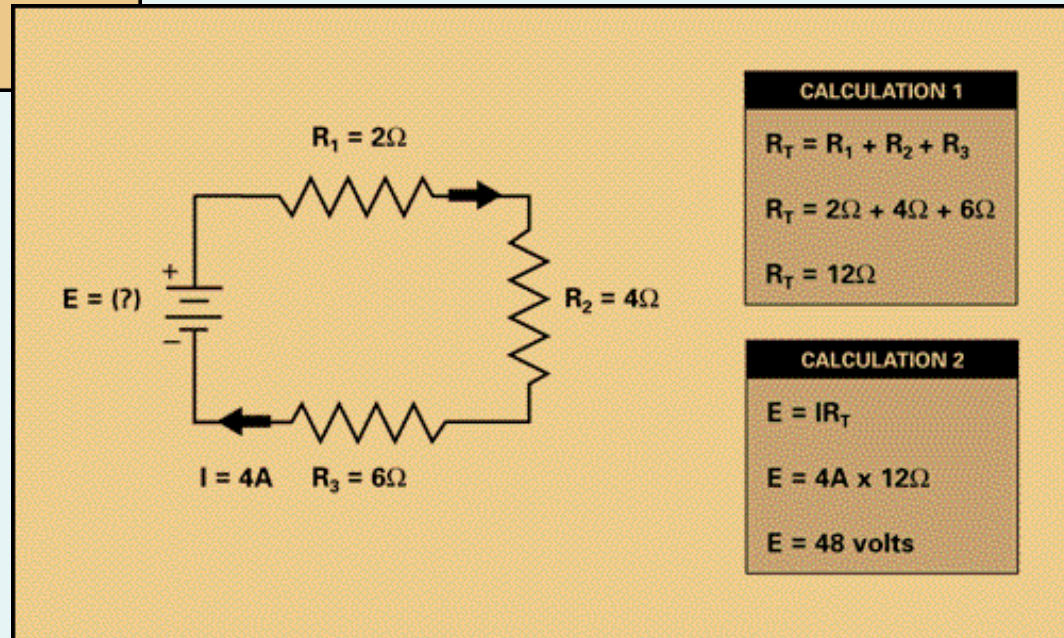 R₁ = 2Ω
E = (?)
+
−
R₂ = 4Ω
I = 4A
R₃ = 6Ω
CALCULATION 1
R_T = R₁ + R₂ + R₃
R_T = 2Ω + 4Ω + 6Ω
R_T = 12Ω
CALCULATION 2
E = IR_T
E = 4A x 12Ω
E = 48 volts